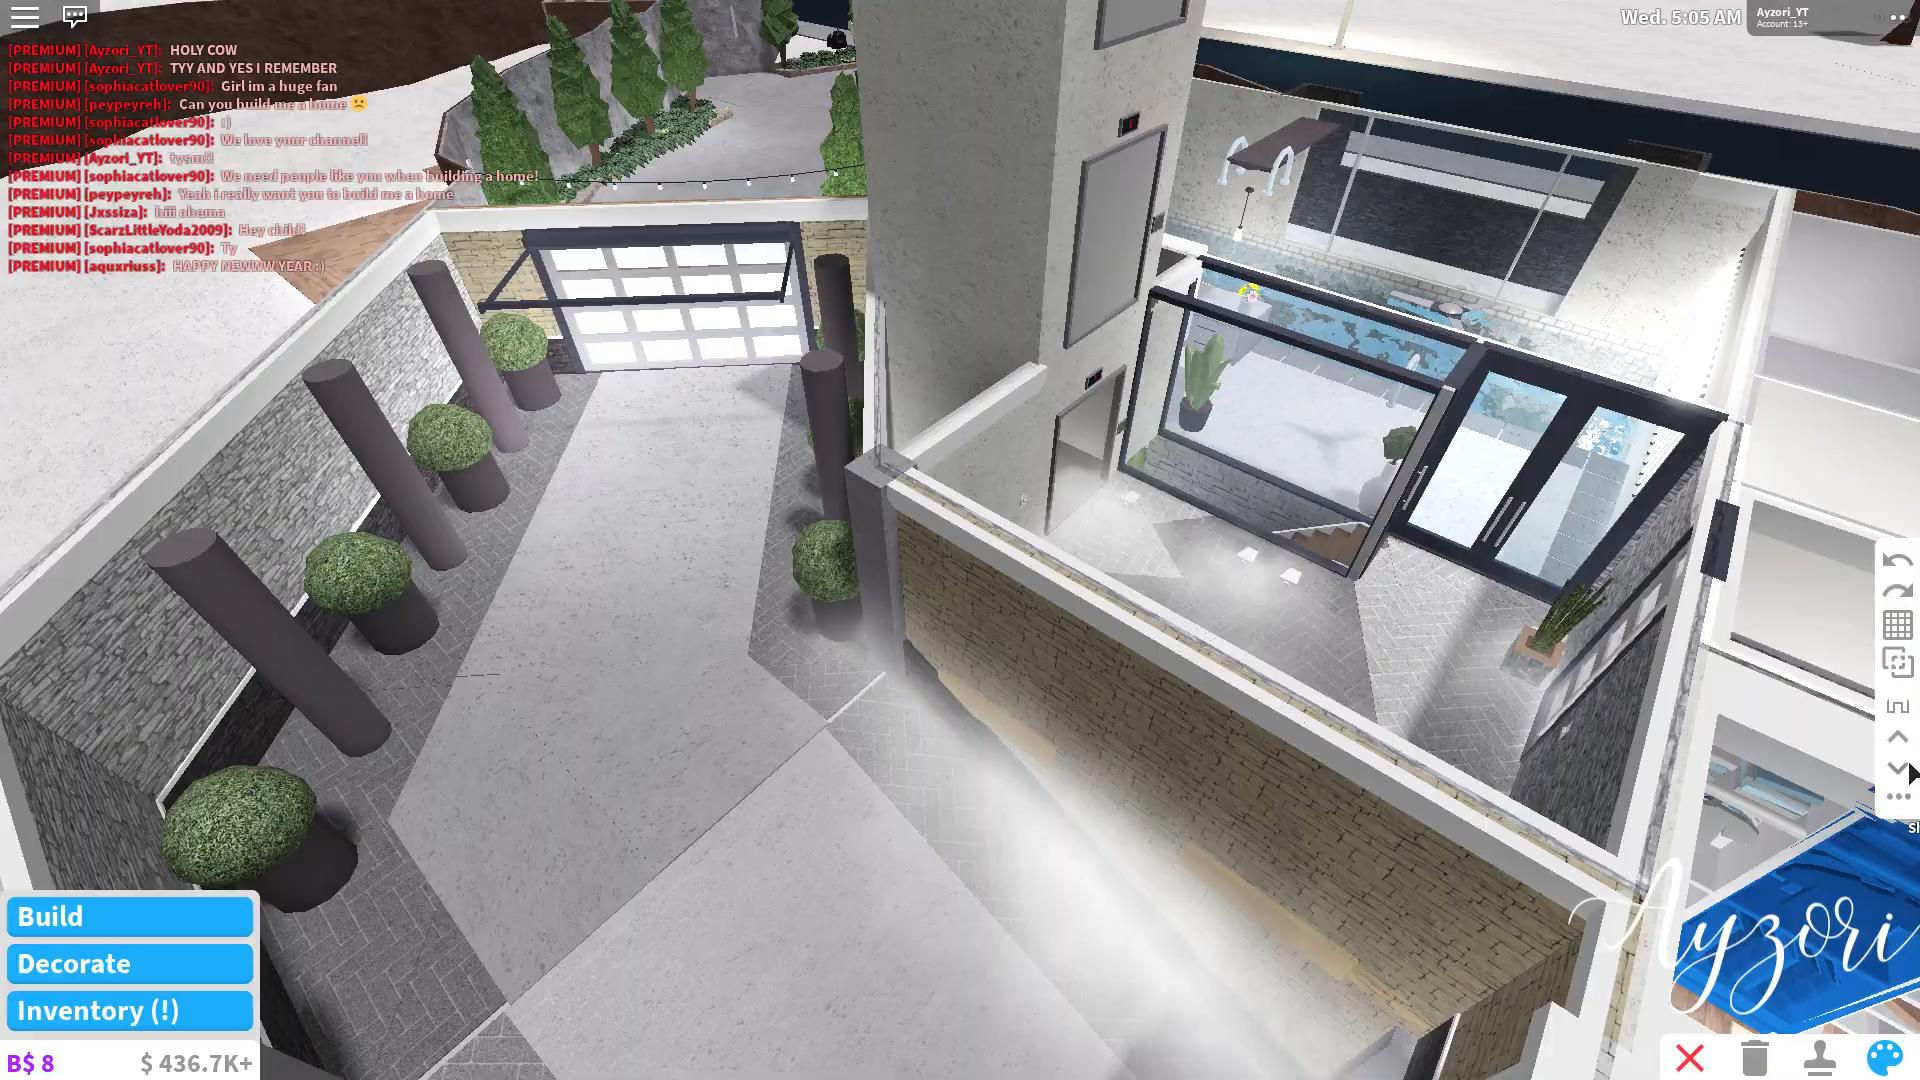 Wed. 5:05 AM
Ayzori_YT
Account: 13+
[PREMIUM] [Ayzori_YT]: HOLY COW
[PREMIUM] [Ayzori_YT]: TYY AND YES I REMEMBER
[PREMIUM] [sophiacatlover90]: Girl im a huge fan
[PREMIUM] [peypeyreh]: Can you build me a home 🙁
[PREMIUM] [sophiacatlover90]: :)
[PREMIUM] [sophiacatlover90]: We love your channel!
[PREMIUM] [Ayzori_YT]: tysm!!
[PREMIUM] [sophiacatlover90]: We need people like you when building a home!
[PREMIUM] [peypeyreh]: Yeah i really want you to build me a home
[PREMIUM] [Jxssiza]: hiii ohema
[PREMIUM] [ScarzLittleYoda2009]: Hey child!
[PREMIUM] [sophiacatlover90]: Ty
[PREMIUM] [aquxriuss]: HAPPY NEWWW YEAR :)
Build
Decorate
Inventory (!)
B$ 8 $ 436.7K+
Ayzori